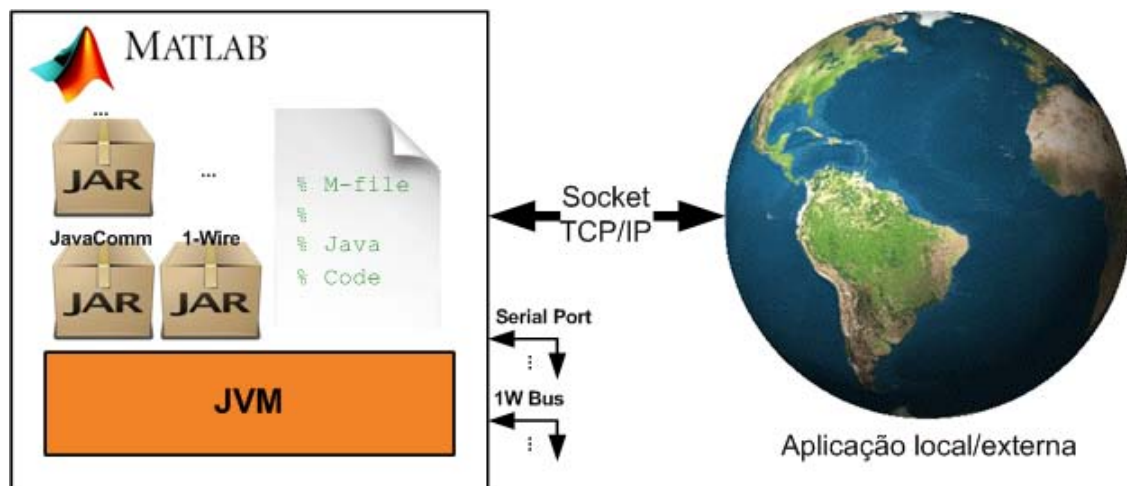 MATLAB
...
JAR
...
% M-file
%
% Java
% Code
JavaComm
1-Wire
JAR
JAR
JVM
Socket
TCP/IP
Serial Port
...
1W Bus
...
Aplicação local/externa